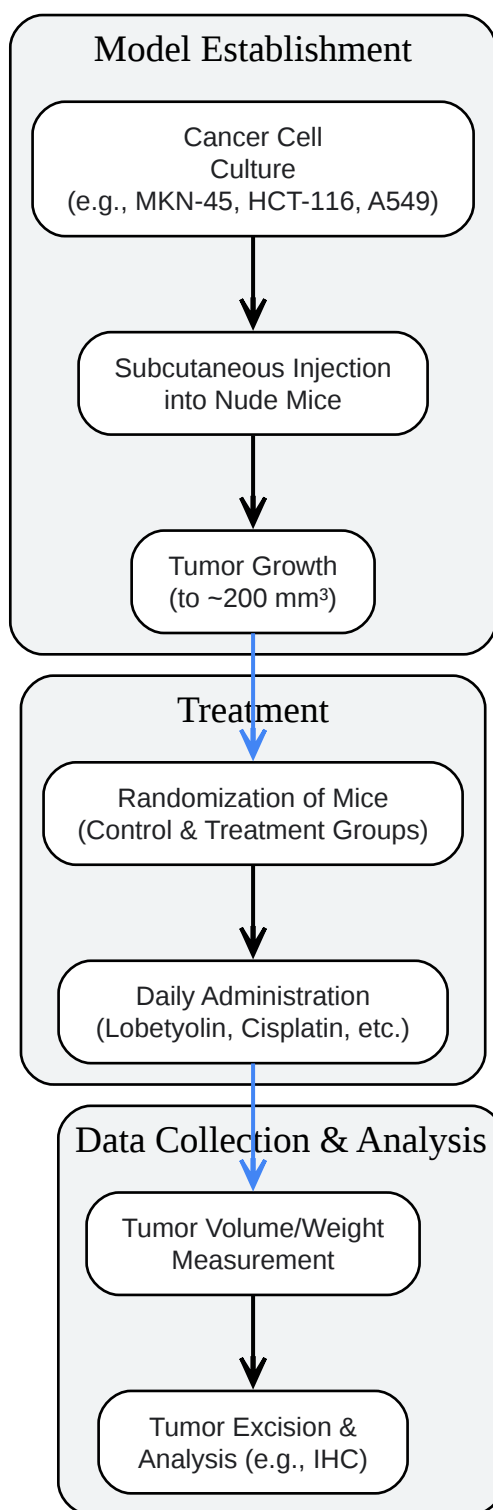 Model Establishment
Cancer Cell
Culture
(e.g., MKN-45, HCT-116, A549)
Subcutaneous Injection
into Nude Mice
Tumor Growth
(to ~200 mm³)
Treatment
Randomization of Mice
(Control & Treatment Groups)
Daily Administration
(Lobetyolin, Cisplatin, etc.)
Data Collection & Analysis
Tumor Volume/Weight
Measurement
Tumor Excision &
Analysis (e.g., IHC)